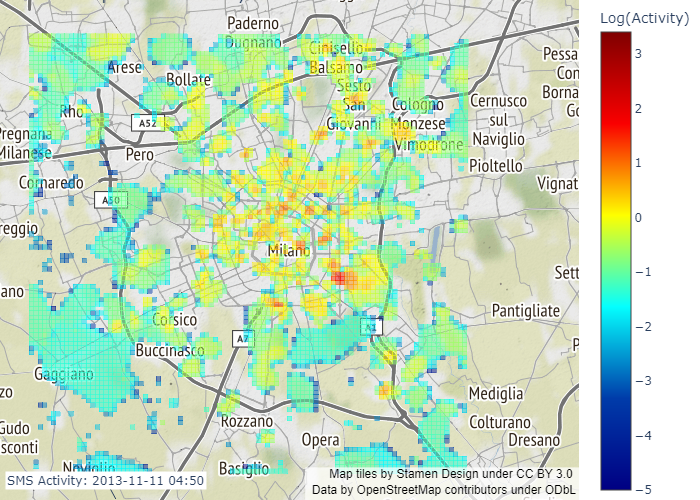 Log(Activity)
Paderno
Dugnano
Cinisello
Balsamo
Arese
Bollate
Sesto
San
Giovanni
Cologno
Monzese
Vimodrone
Cernusco
sul
Naviglio
Pessa
Con
Borna
Go
Rho
A52
Pregnana
Milanese
Pero
Pioltello
Cornaredo
Vignat
A50
reggio
Milano
Sett
ano
Pantigliate
Corsico
A7
A1
Buccinasco
P
Gaggiano
zo
Mediglia
Rozzano
Colturano
Gudo
sconti
Opera
Dresano
Noviglio
Basiglio
SMS Activity: 2013-11-11 04:50
Map tiles by Stamen Design under CC BY 3.0
Data by OpenStreetMap contributors under ODbL
3
2
1
0
−1
−2
−3
−4
−5